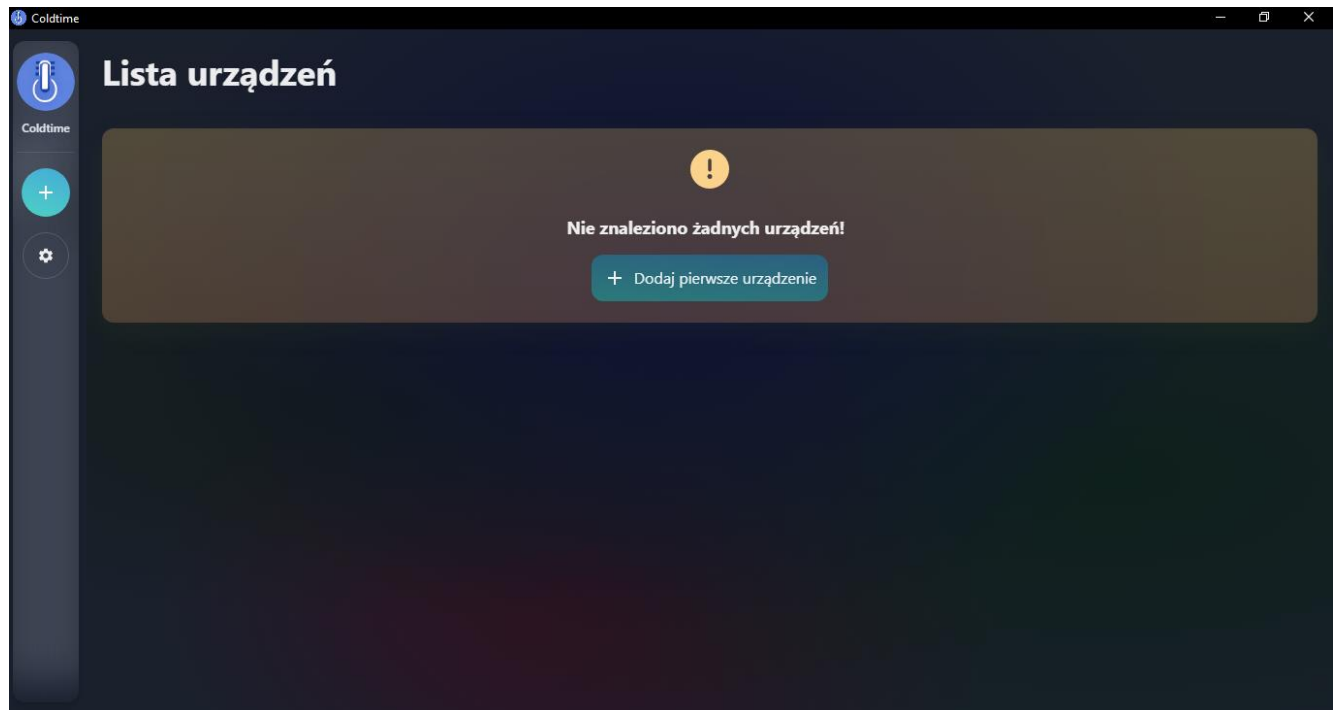 Coldtime
Lista urządzeń
Coldtime
Nie znaleziono żadnych urządzeń!
+ Dodaj pierwsze urządzenie